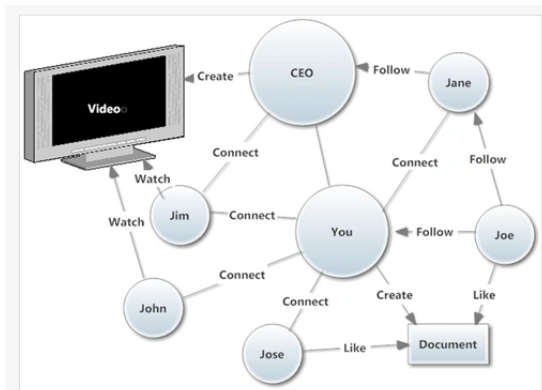 CEO
Create
Follow
Jane
Video
Connect
Connect
Follow
Watch
Jim
Connect
You
Follow
Joe
Watch
Connect
John
Connect
Create
Like
Jose
Like
Document